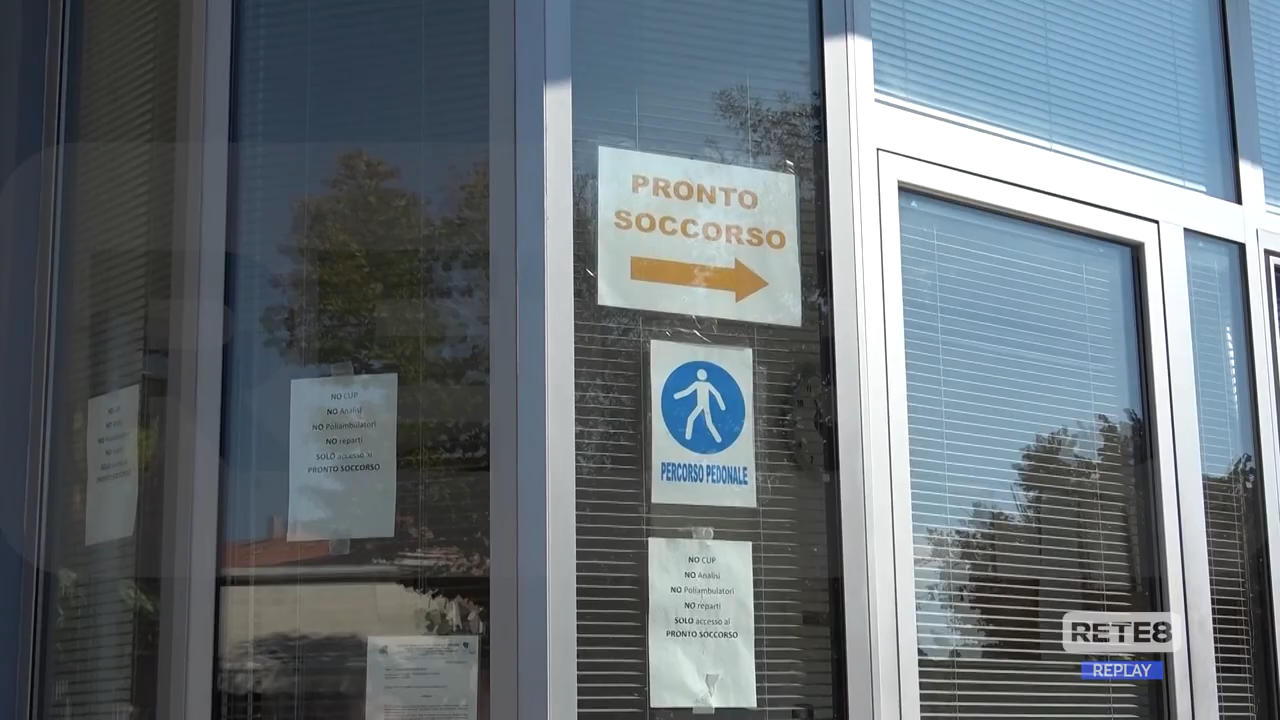 PRONTO
SOCCORSO
PERCORSO PEDONALE
NO CUP
NO Analisi
NO Poliambulatori
NO reparti
SOLO accesso al
PRONTO SOCCORSO
NO CUP
NO Analisi
NO Poliambulatori
NO reparti
SOLO accesso al
PRONTO SOCCORSO
RETE8
REPLAY